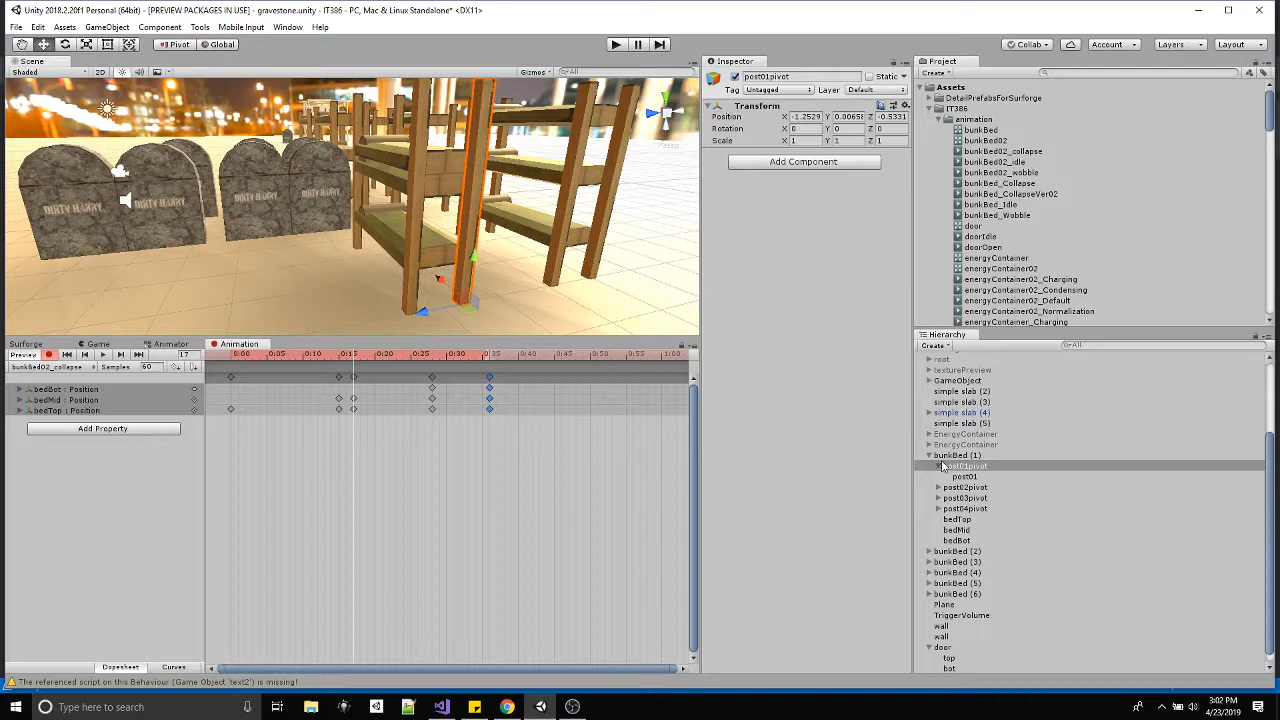 Unity 2018.2.20f1 Personal (64bit) - [PREVIEW PACKAGES IN USE] - gravestone.unity - IT386 - PC, Mac & Linux Standalone* <DX11>
File Edit Assets GameObject Component Tools Mobile Input Window Help
Pivot Global
Collab Account Layers Layout
Scene
Shaded 2D Gizmos All
Persp
DIRTY HARRY DIRTY HARRY DIRTY HARRY DIRTY HARRY
Surforge Game Animator Animation
Preview 17 0:00 0:05 0:10 0:15 0:20 0:25 0:30 0:35 0:40 0:45 0:50 0:55 1:00
bunkBed02_collapse Samples 60
bedBot : Position
bedMid : Position
bedTop : Position
Add Property
Dopesheet Curves
The referenced script on this Behaviour (Game Object 'text2') is missing!
Inspector
post01pivot Static
Tag Untagged Layer Default
Transform
Position X -1.2529 Y 0.00658 Z -0.5331
Rotation X 0 Y 0 Z 0
Scale X 1 Y 1 Z 1
Add Component
Project
Create
Assets
DetailPrefabsForSurforge
IT386
animation
bunkBed
bunkBed02
bunkBed02_collapse
bunkBed02_idle
bunkBed02_wobble
bunkBed_Collapse
bunkBed_CollapseVer02
bunkBed_Idle
bunkBed_Wobble
door
doorIdle
doorOpen
energyContainer
energyContainer02
energyContainer02_Charging
energyContainer02_Condensing
energyContainer02_Default
energyContainer02_Normalization
energyContainer_Charging
Hierarchy
Create All
root
texturePreview
GameObject
simple slab (2)
simple slab (3)
simple slab (4)
simple slab (5)
EnergyContainer
EnergyContainer
bunkBed (1)
post01pivot
post01
post02pivot
post03pivot
post04pivot
bedTop
bedMid
bedBot
bunkBed (2)
bunkBed (3)
bunkBed (4)
bunkBed (5)
bunkBed (6)
Plane
TriggerVolume
wall
wall
door
top
bot
Type here to search
3:02 PM
4/23/2019